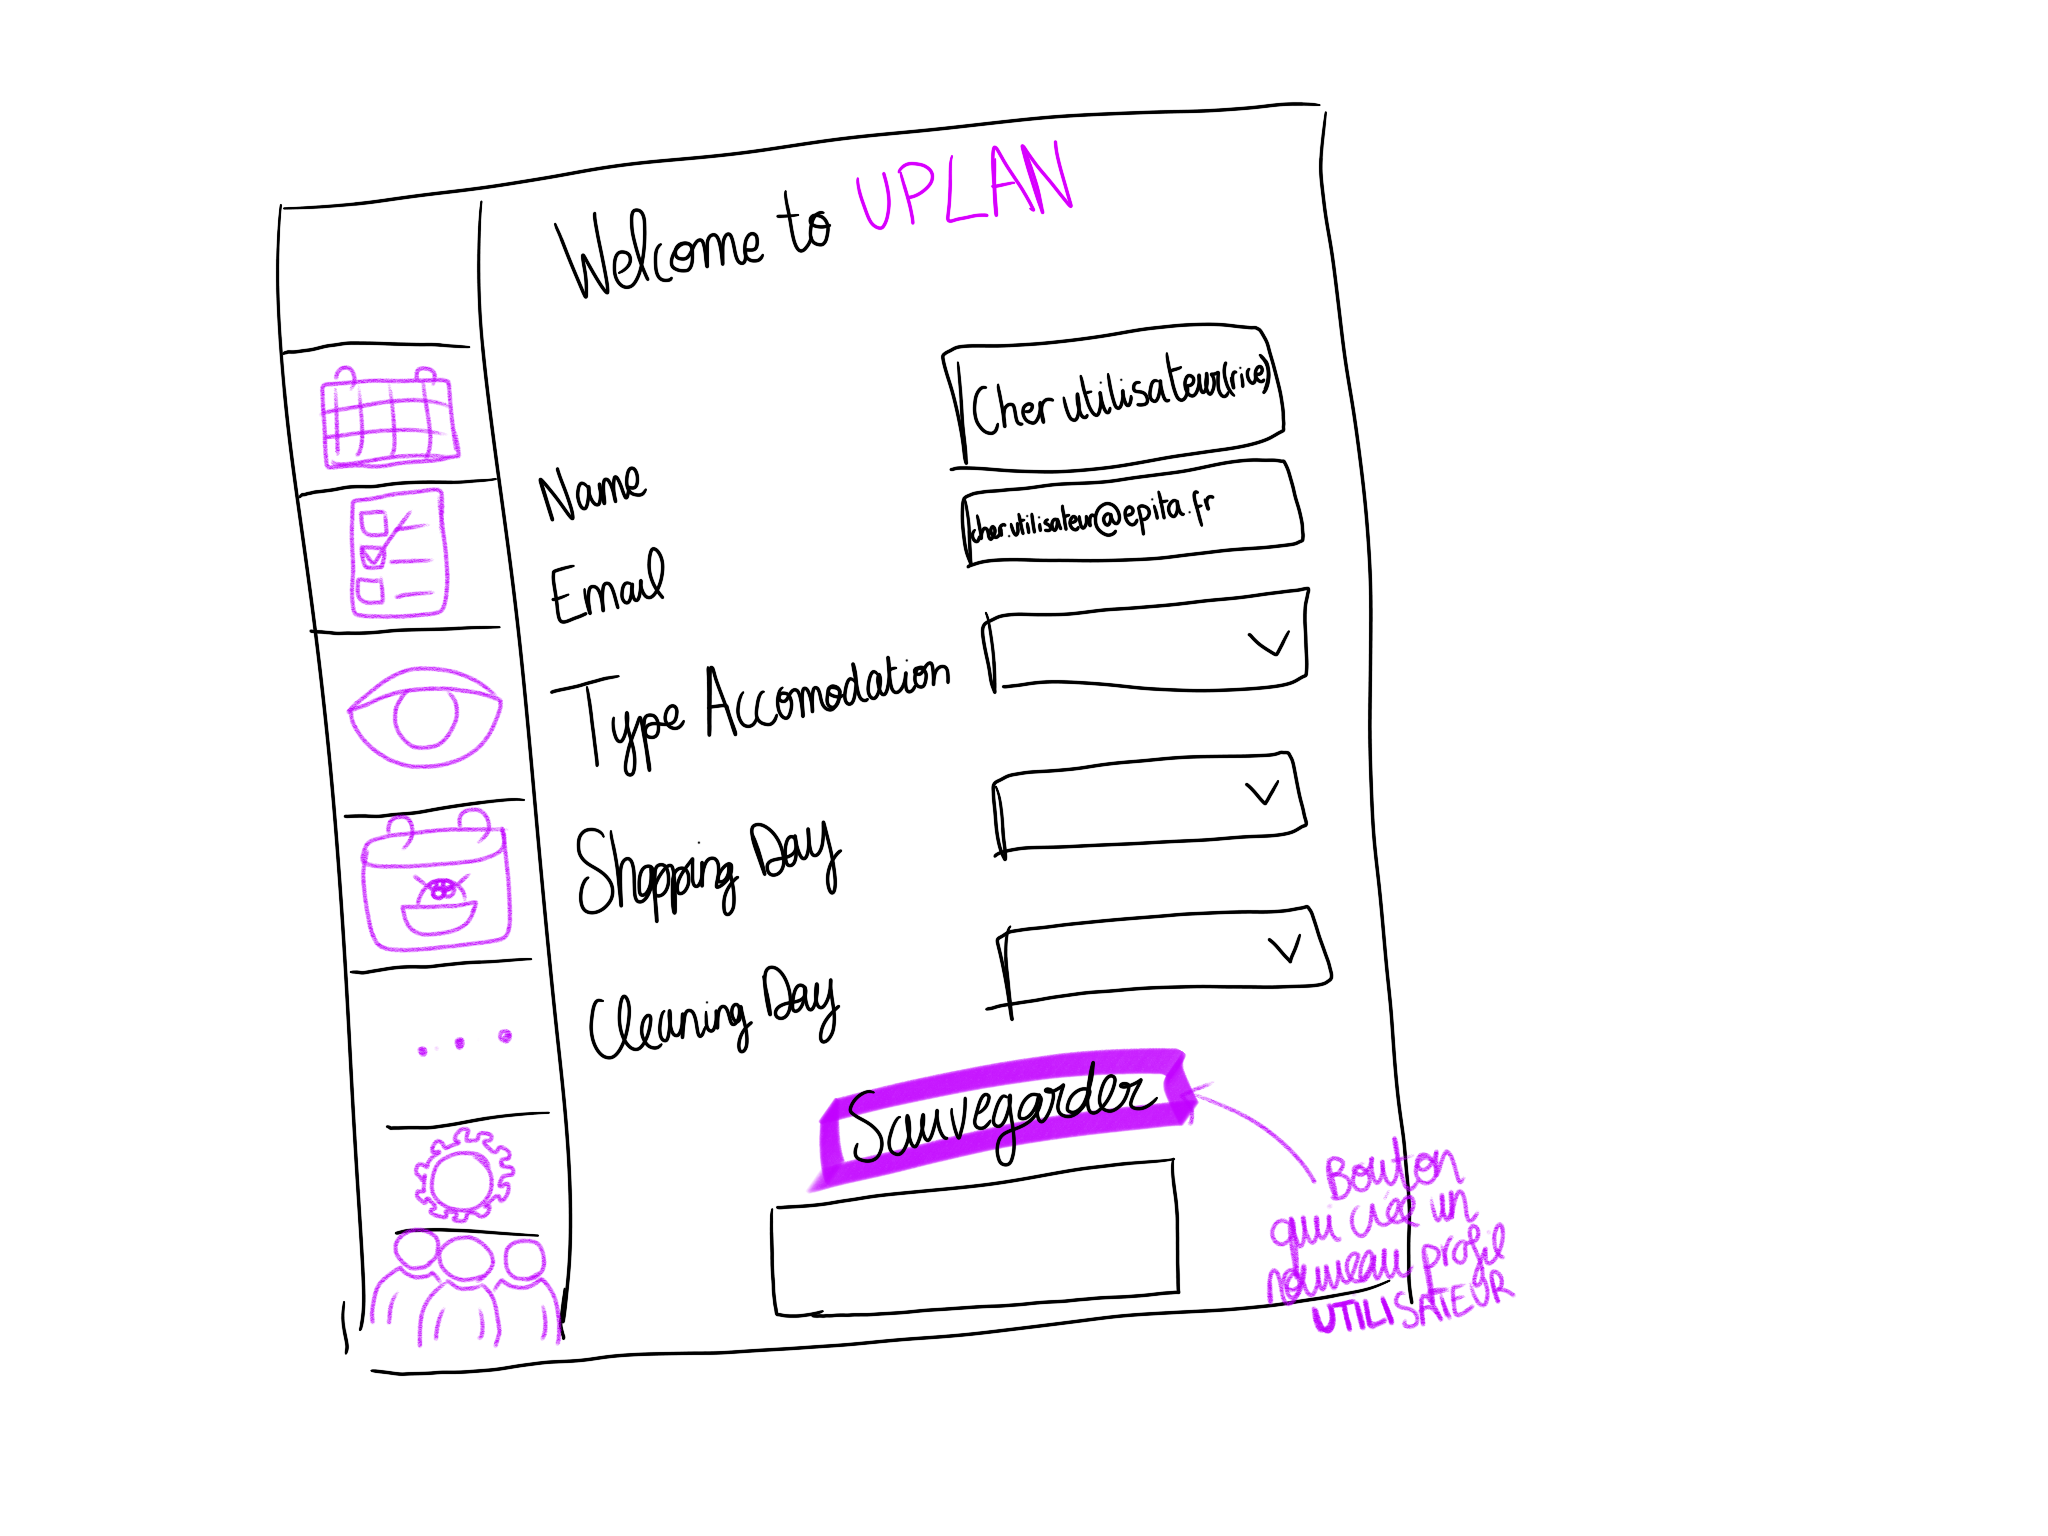 Welcome to UPLAN
Cher utilisateur(rice)
Name
cher.utilisateur@epita.fr
Email
Type Accomodation
Shopping Day
Cleaning Day
Sauvegarder
Bouton
qui crée un
nouveau profil
UTILISATEUR